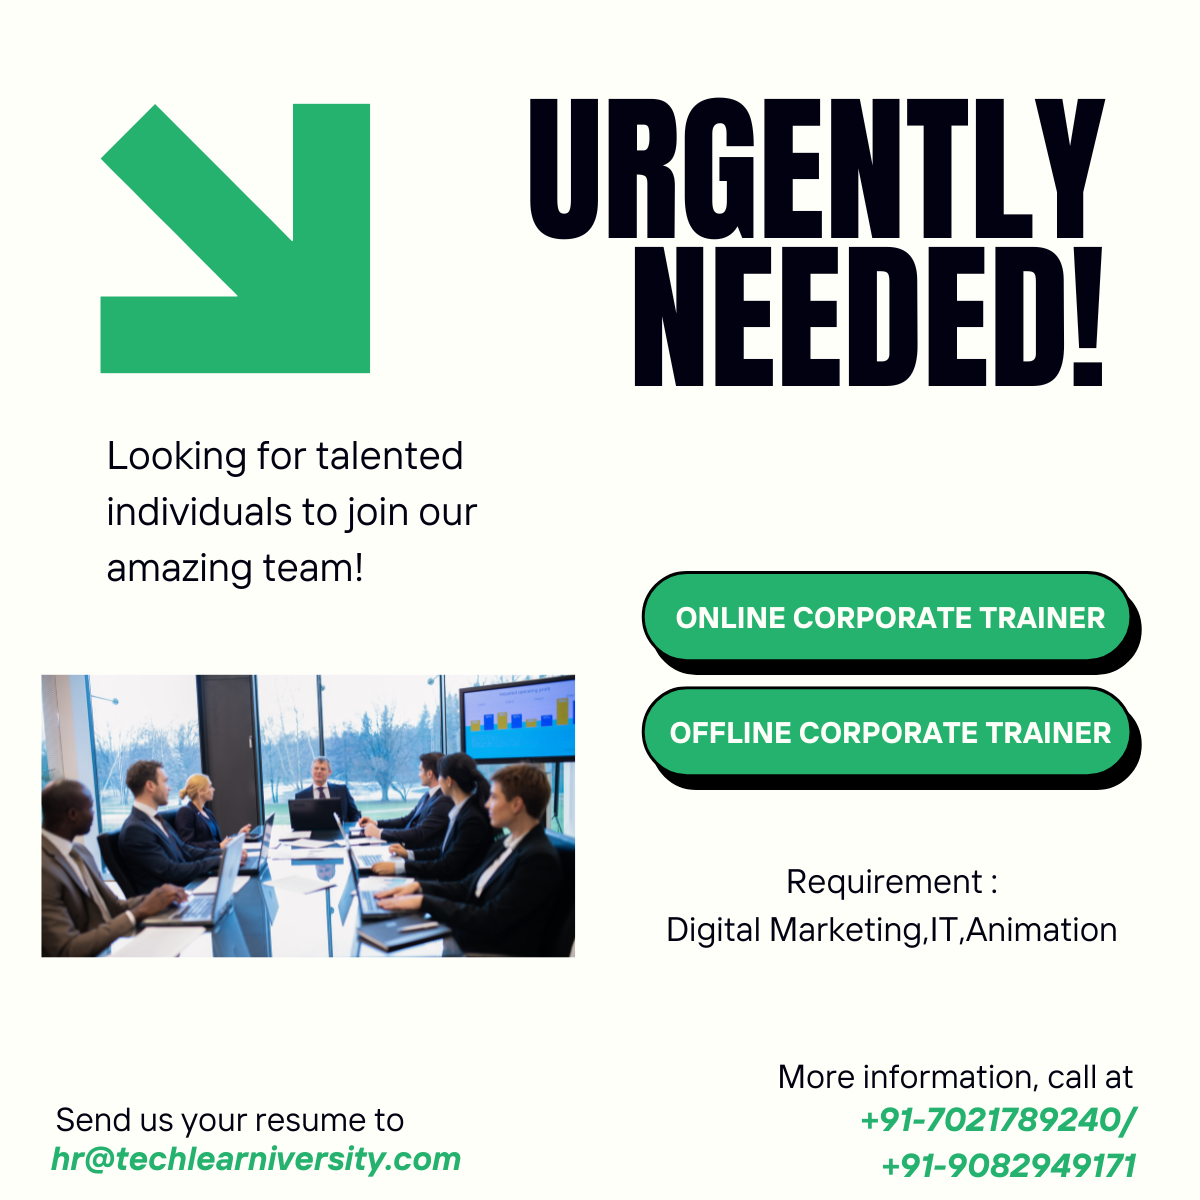 URGENTLY
NEEDED!
Looking for talented
individuals to join our
amazing team!
ONLINE CORPORATE TRAINER
OFFLINE CORPORATE TRAINER
Requirement :
Digital Marketing,IT,Animation
Send us your resume to
hr@techlearniversity.com
More information, call at
+91-7021789240/
+91-9082949171